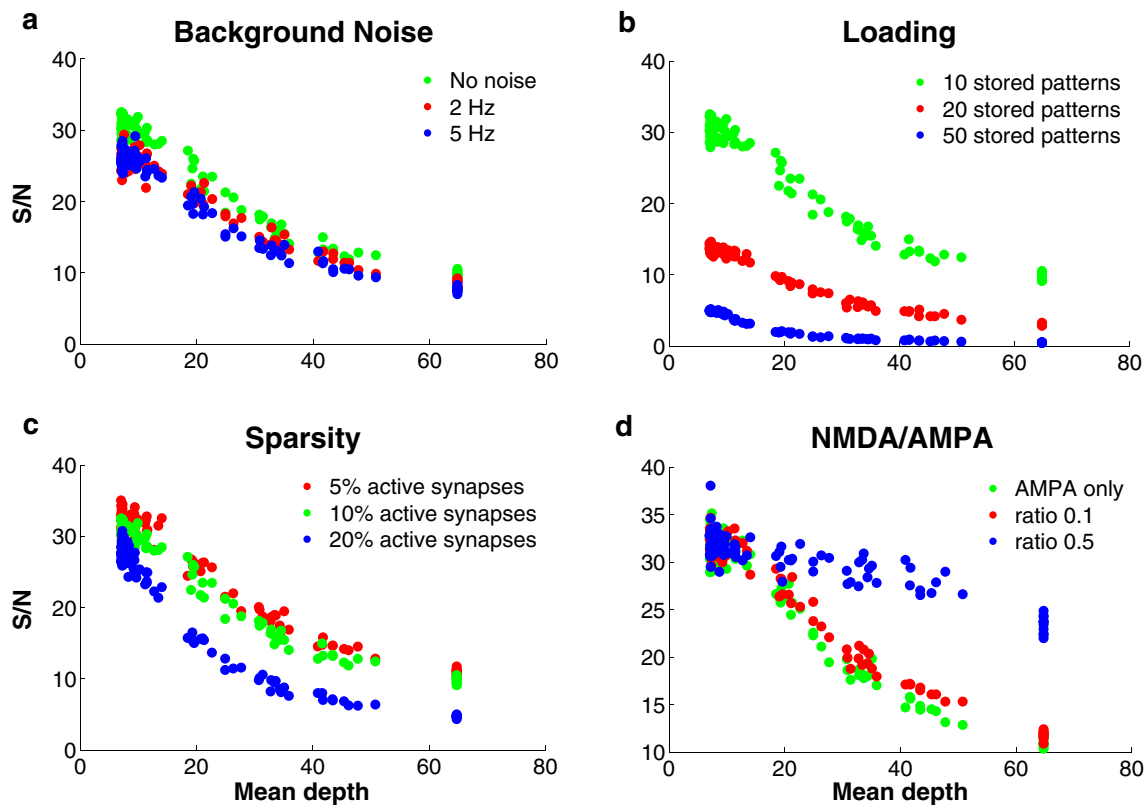 a
Background Noise
40
30
20
10
0
S/N
No noise
2 Hz
5 Hz
0 20 40 60 80
b
Loading
40
30
20
10
0
10 stored patterns
20 stored patterns
50 stored patterns
0 20 40 60 80
c
Sparsity
40
30
20
10
0
S/N
5% active synapses
10% active synapses
20% active synapses
0 20 40 60 80
Mean depth
d
NMDA/AMPA
40
35
30
25
20
15
10
AMPA only
ratio 0.1
ratio 0.5
0 20 40 60 80
Mean depth